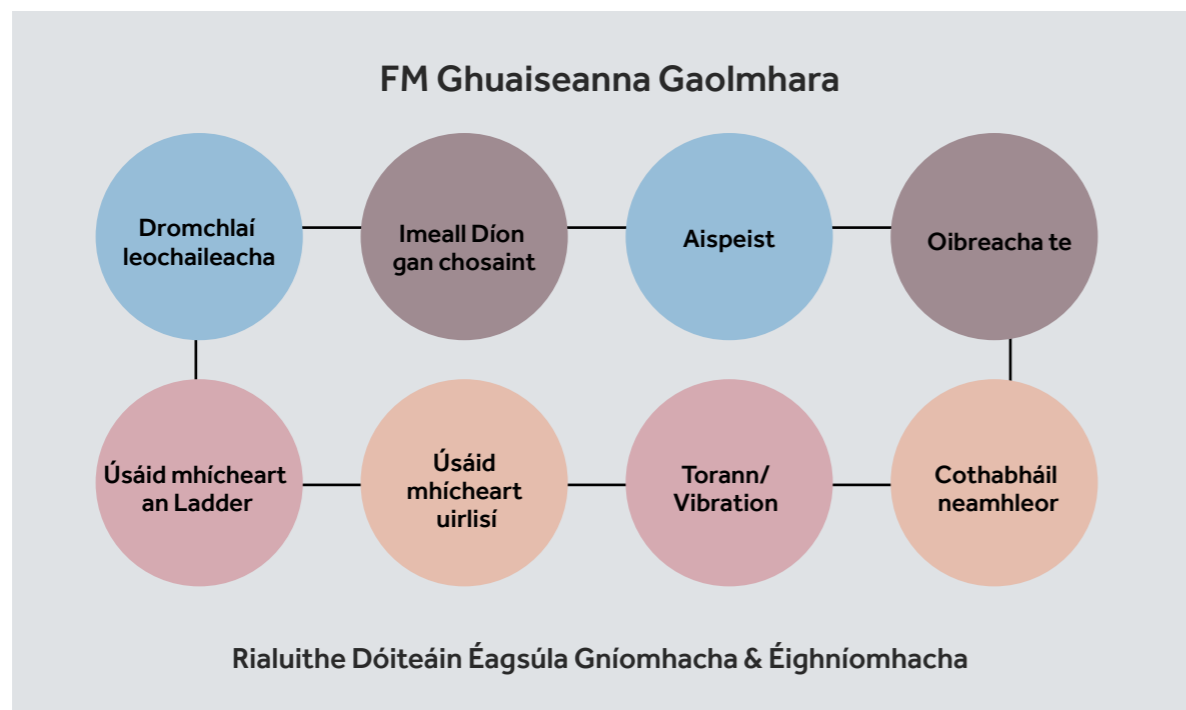 FM Ghuaiseanna Gaolmhara
Dromchlaí
leochaileacha
Imeall Díon
gan chosaint
Aispeist
Oibreacha te
Úsáid mhícheart
an Ladder
Úsáid
mhícheart
uirlisí
Torann/
Vibration
Cothabháil
neamhleor
Rialuithe Dóiteáin Éagsúla Gníomhacha & Éighníomhacha